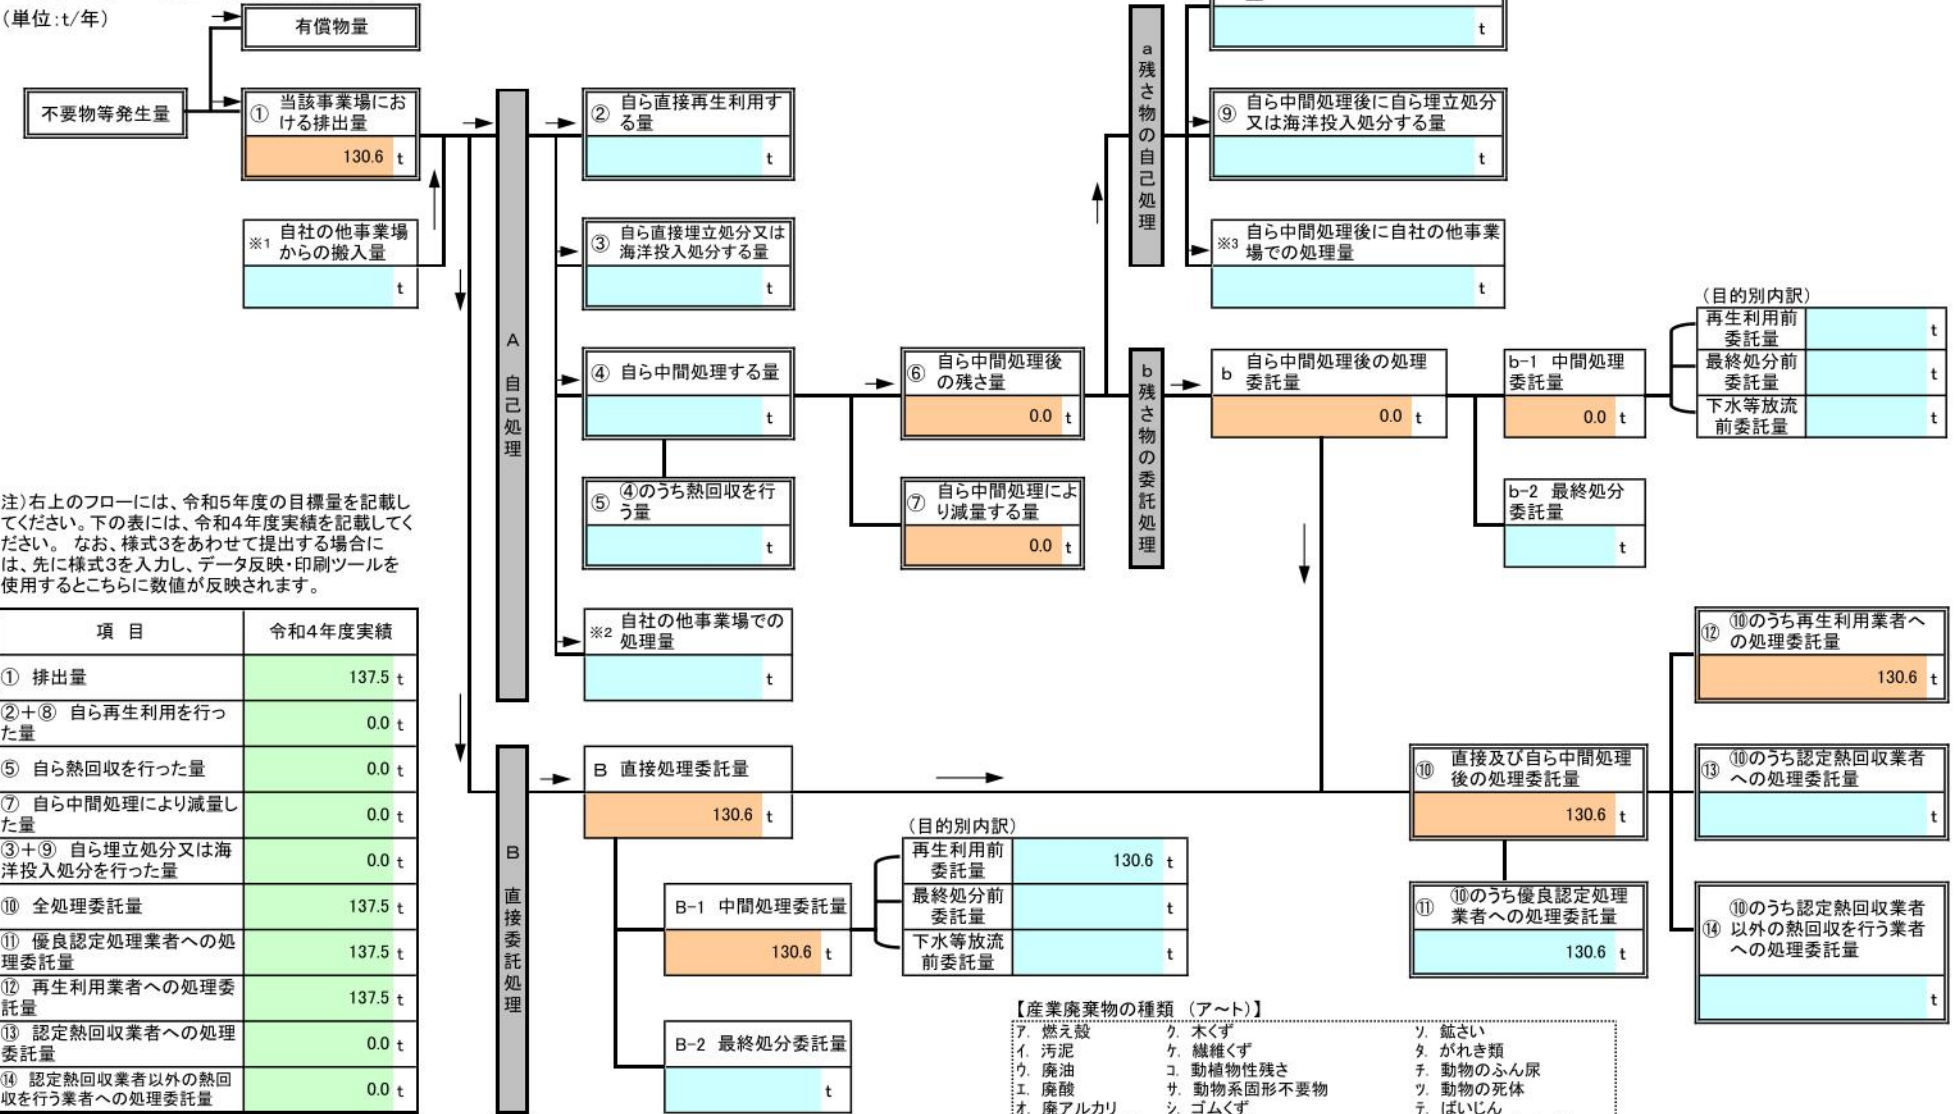 (単位:t/年)
有償物量
不要物等発生量
① 当該事業場にお
ける排出量
130.6 t
※1 自社の他事業場
からの搬入量
t
A 自己処理
② 自ら直接再生利用す
る量
t
③ 自ら直接埋立処分又は
海洋投入処分する量
t
④ 自ら中間処理する量
t
⑤ ④のうち熱回収を行
う量
t
※2 自社の他事業場での
処理量
t
⑥ 自ら中間処理後
の残さ量
0.0 t
⑦ 自ら中間処理によ
り減量する量
0.0 t
a 残さ物の自己処理
t
⑨ 自ら中間処理後に自ら埋立処分
又は海洋投入処分する量
t
※3 自ら中間処理後に自社の他事業
場での処理量
t
b 残さ物の委託処理
b 自ら中間処理後の処理
委託量
0.0 t
b-1 中間処理
委託量
0.0 t
b-2 最終処分
委託量
t
(目的別内訳)
再生利用前
委託量
t
最終処分前
委託量
t
下水等放流
前委託量
t
注)右上のフローには、令和5年度の目標量を記載し
てください。下の表には、令和4年度実績を記載してく
ださい。 なお、様式3をあわせて提出する場合に
は、先に様式3を入力し、データ反映・印刷ツールを
使用するとこちらに数値が反映されます。
項 目 令和4年度実績
① 排出量 137.5 t
②+⑧ 自ら再生利用を行っ
た量 0.0 t
⑤ 自ら熱回収を行った量 0.0 t
⑦ 自ら中間処理により減量し
た量 0.0 t
③+⑨ 自ら埋立処分又は海
洋投入処分を行った量 0.0 t
⑩ 全処理委託量 137.5 t
⑪ 優良認定処理業者への処
理委託量 137.5 t
⑫ 再生利用業者への処理委
託量 137.5 t
⑬ 認定熱回収業者への処理
委託量 0.0 t
⑭ 認定熱回収業者以外の熱回
収を行う業者への処理委託量 0.0 t
B 直接委託処理
B 直接処理委託量
130.6 t
B-1 中間処理委託量
130.6 t
B-2 最終処分委託量
t
(目的別内訳)
再生利用前
委託量
130.6 t
最終処分前
委託量
t
下水等放流
前委託量
t
⑩ 直接及び自ら中間処理
後の処理委託量
130.6 t
⑪ ⑩のうち優良認定処理
業者への処理委託量
130.6 t
⑫ ⑩のうち再生利用業者へ
の処理委託量
130.6 t
⑬ ⑩のうち認定熱回収業者
への処理委託量
t
⑭ ⑩のうち認定熱回収業者
以外の熱回収を行う業者
への処理委託量
t
【産業廃棄物の種類 (ア~ト)】
ア. 燃え殻 ク. 木くず ソ. 鉱さい
イ. 汚泥 ケ. 繊維くず タ. がれき類
ウ. 廃油 コ. 動植物性残さ チ. 動物のふん尿
エ. 廃酸 サ. 動物系固形不要物 ツ. 動物の死体
オ. 廃アルカリ シ. ゴムくず テ. ばいじん